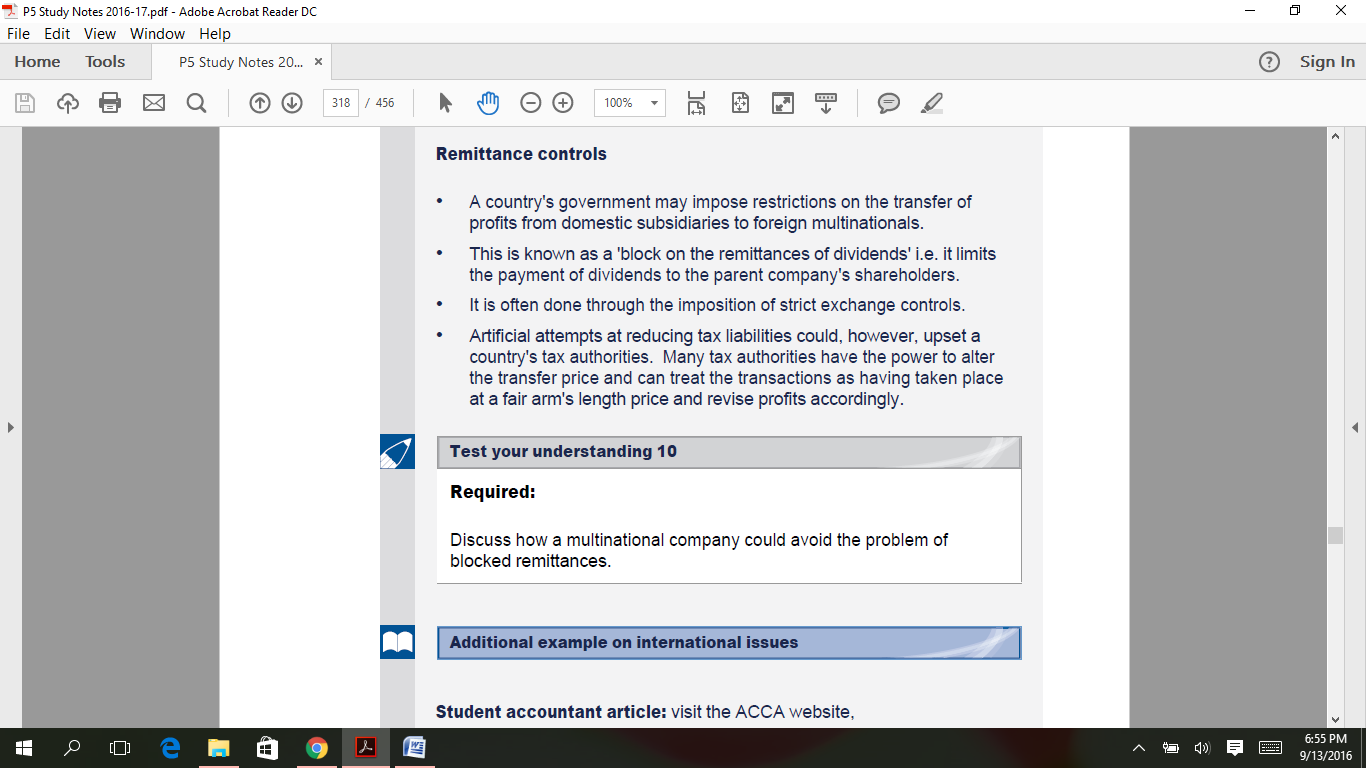 P5 Study Notes 2016-17.pdf - Adobe Acrobat Reader DC
File Edit View Window Help
Home Tools P5 Study Notes 20... × ? Sign In
318 / 456 100%
Remittance controls
• A country's government may impose restrictions on the transfer of
profits from domestic subsidiaries to foreign multinationals.
• This is known as a 'block on the remittances of dividends' i.e. it limits
the payment of dividends to the parent company's shareholders.
• It is often done through the imposition of strict exchange controls.
• Artificial attempts at reducing tax liabilities could, however, upset a
country's tax authorities. Many tax authorities have the power to alter
the transfer price and can treat the transactions as having taken place
at a fair arm's length price and revise profits accordingly.
Test your understanding 10
Required:
Discuss how a multinational company could avoid the problem of
blocked remittances.
Additional example on international issues
Student accountant article: visit the ACCA website,
6:55 PM
9/13/2016